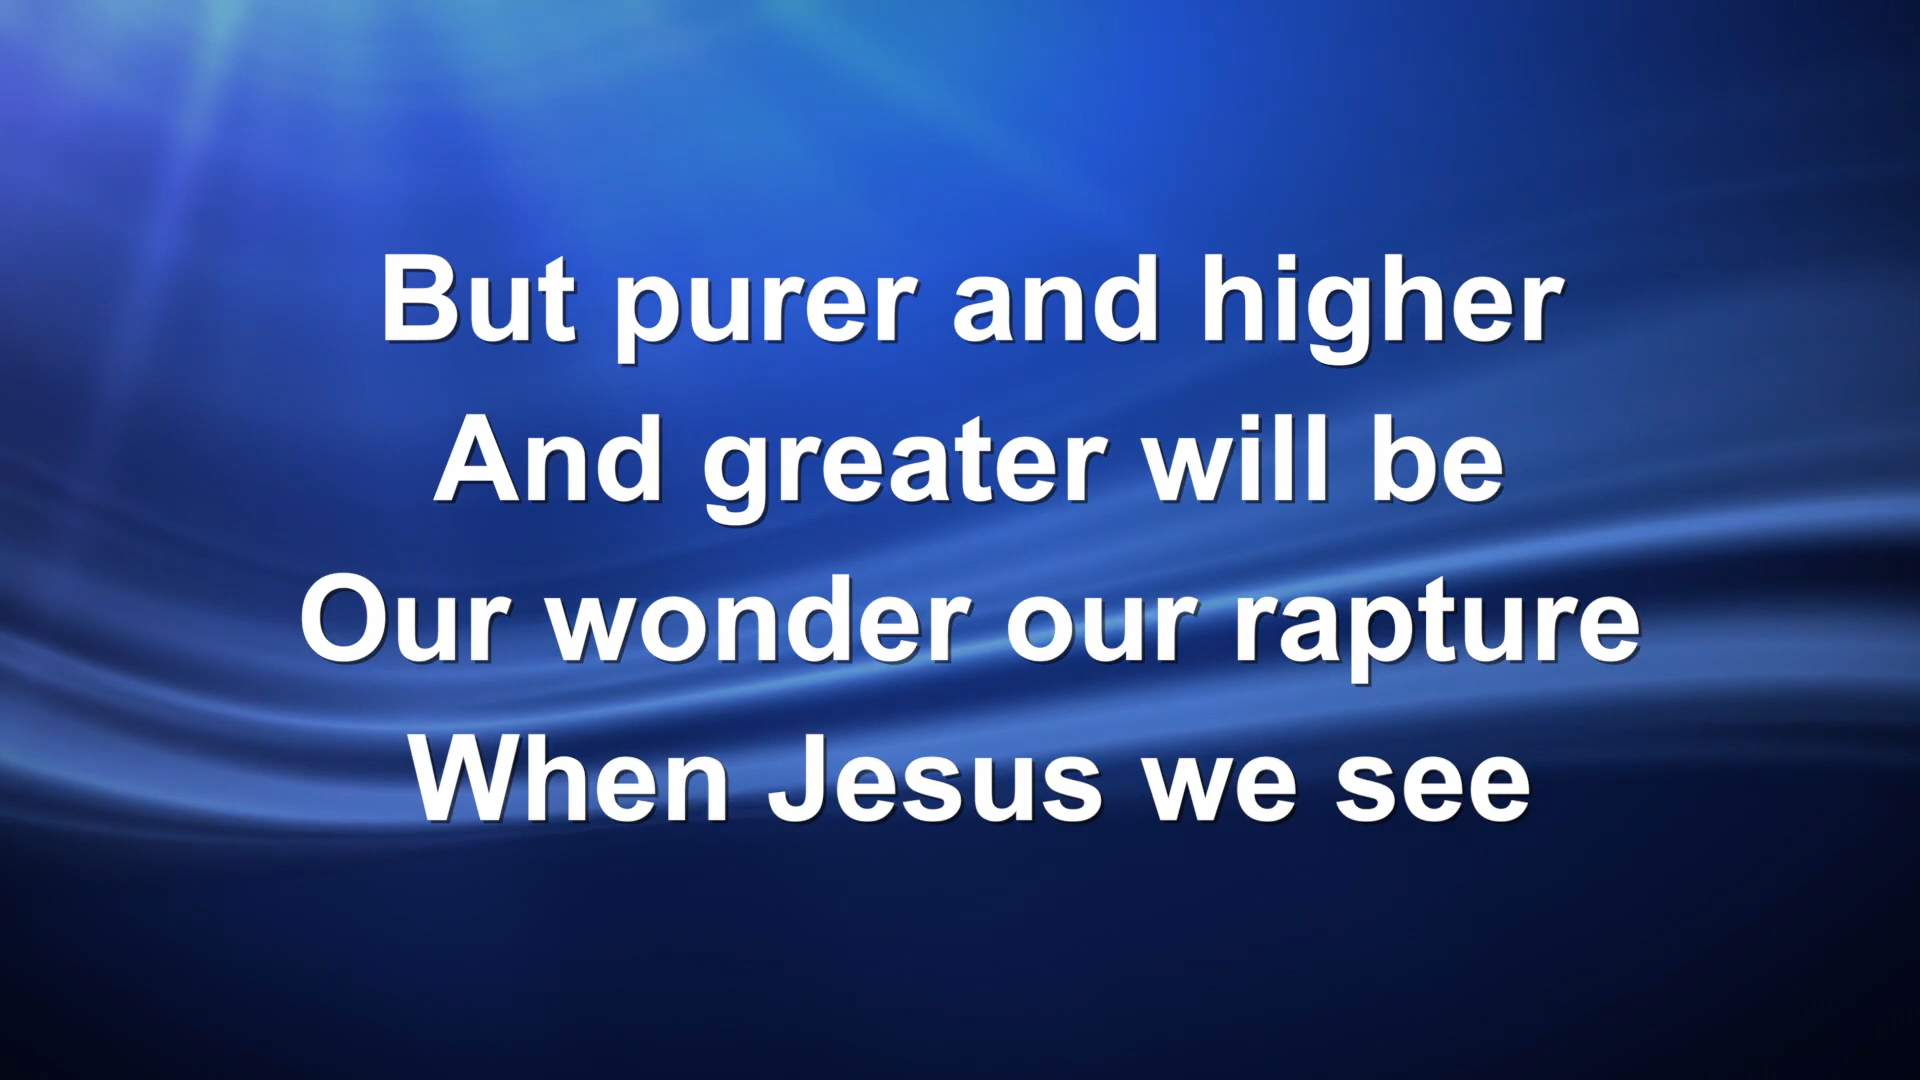 But purer and higher
And greater will be
Our wonder our rapture
When Jesus we see